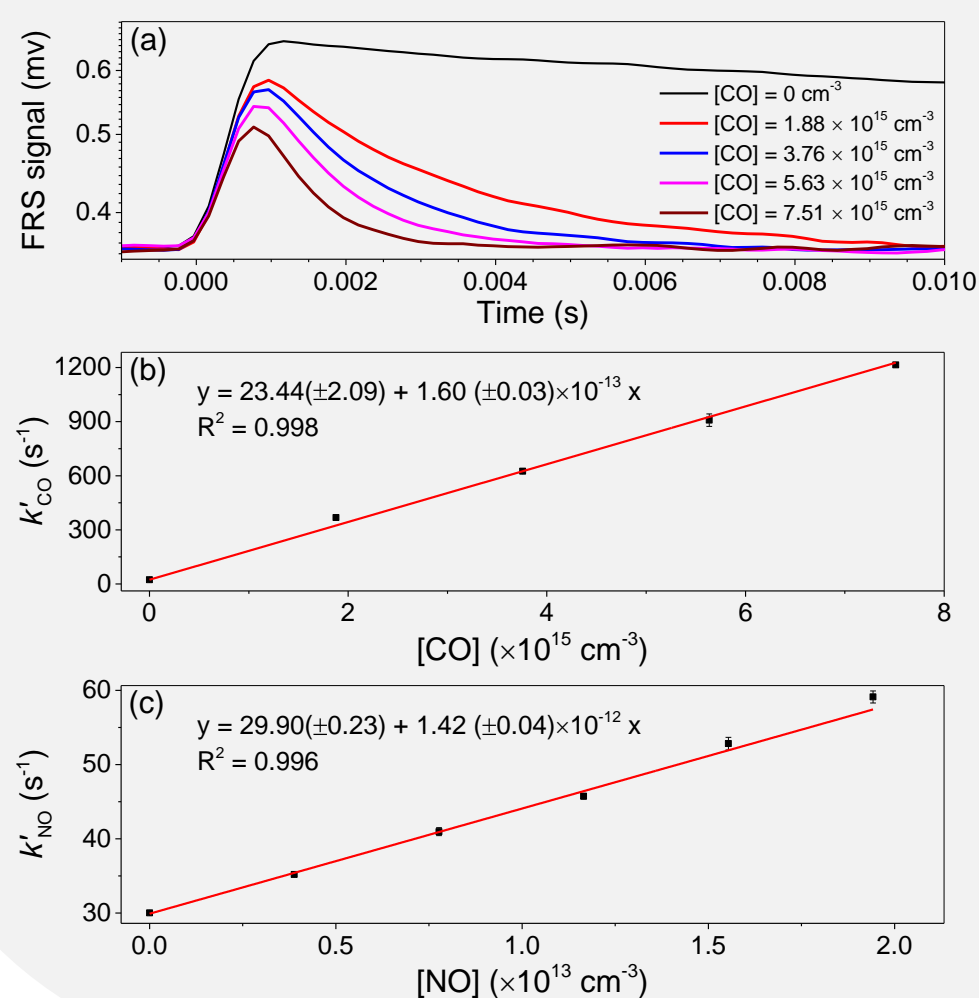 (a)
FRS signal (mv)
0.6
0.5
0.4
[CO] = 0 cm⁻³
[CO] = 1.88 × 10¹⁵ cm⁻³
[CO] = 3.76 × 10¹⁵ cm⁻³
[CO] = 5.63 × 10¹⁵ cm⁻³
[CO] = 7.51 × 10¹⁵ cm⁻³
0.000 0.002 0.004 0.006 0.008 0.010
Time (s)
(b)
k′CO (s⁻¹)
1200
900
600
300
0
y = 23.44(±2.09) + 1.60 (±0.03)×10⁻¹³ x
R² = 0.998
0 2 4 6 8
[CO] (×10¹⁵ cm⁻³)
(c)
k′NO (s⁻¹)
60
50
40
30
y = 29.90(±0.23) + 1.42 (±0.04)×10⁻¹² x
R² = 0.996
0.0 0.5 1.0 1.5 2.0
[NO] (×10¹³ cm⁻³)